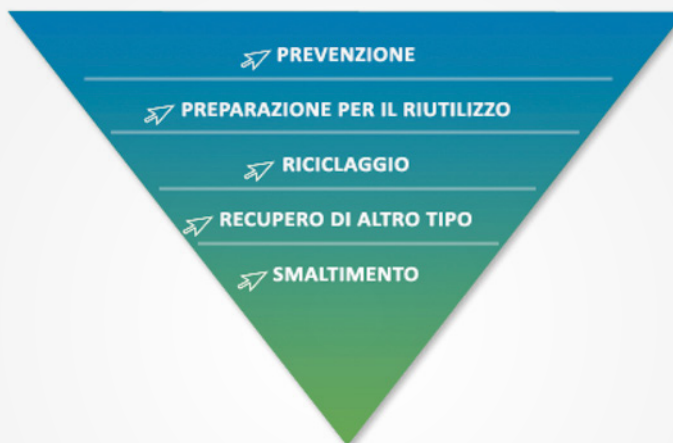 PREVENZIONE
PREPARAZIONE PER IL RIUTILIZZO
RICICLAGGIO
RECUPERO DI ALTRO TIPO
SMALTIMENTO